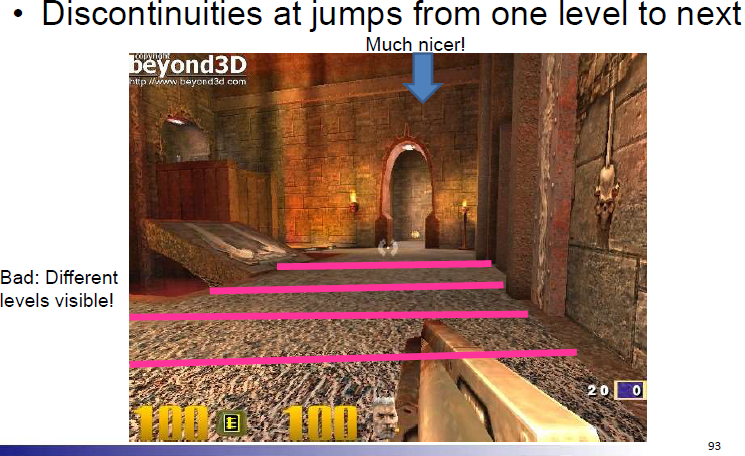 • Discontinuities at jumps from one level to next
Much nicer!
copyright
beyond3D
http://www.beyond3d.com
Bad: Different
levels visible!
20 0
100 100
93